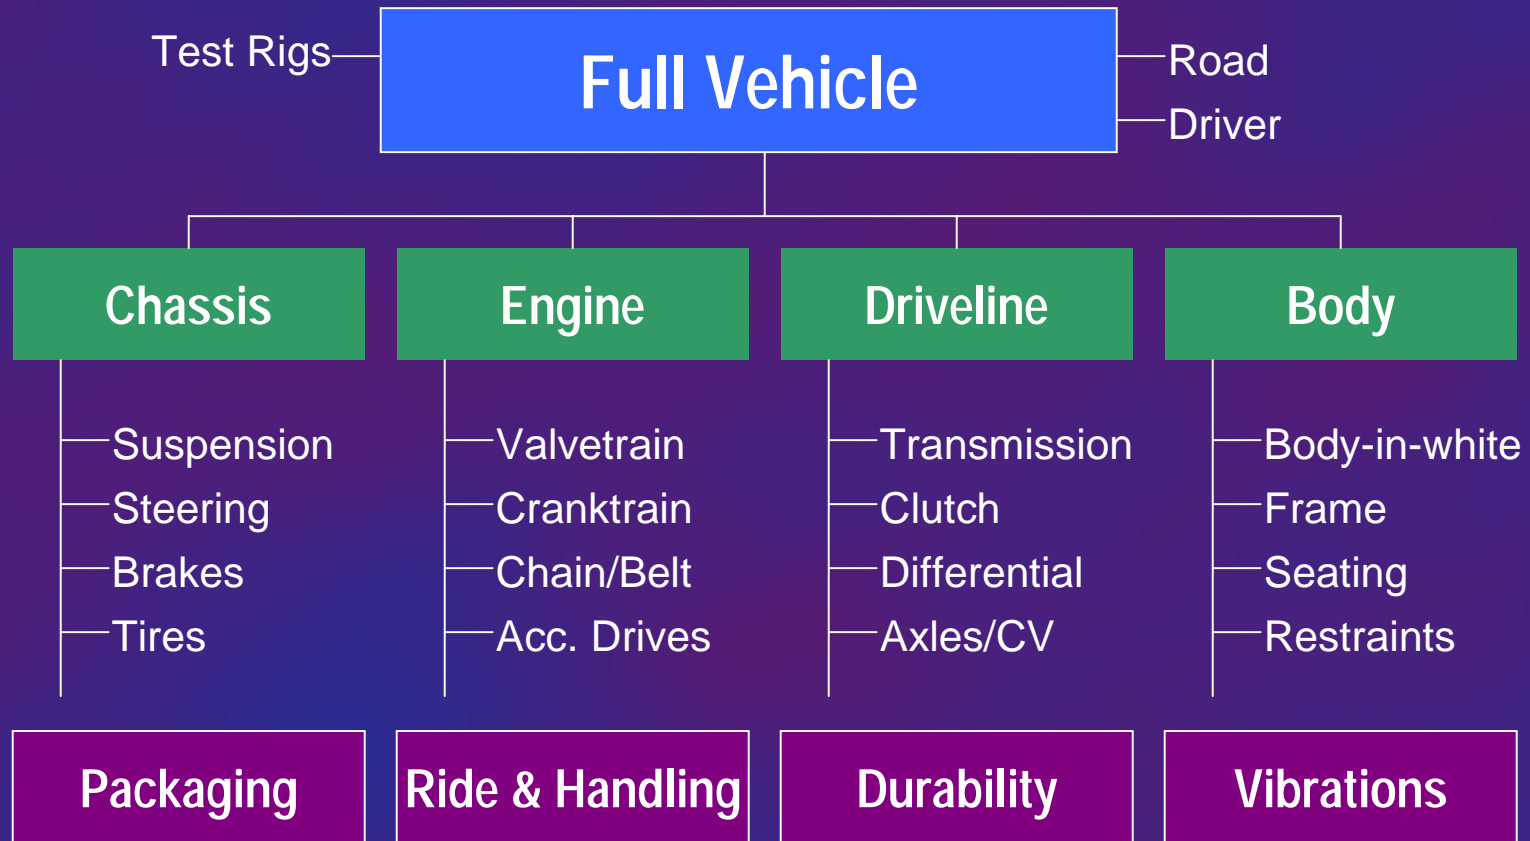 Test Rigs
Full Vehicle
Road
Driver
Chassis
Engine
Driveline
Body
Suspension
Steering
Brakes
Tires
Valvetrain
Cranktrain
Chain/Belt
Acc. Drives
Transmission
Clutch
Differential
Axles/CV
Body-in-white
Frame
Seating
Restraints
Packaging
Ride & Handling
Durability
Vibrations